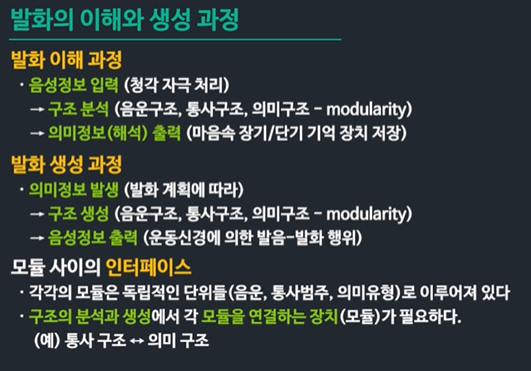 발화의 이해와 생성 과정
발화 이해 과정
· 음성정보 입력 (청각 자극 처리)
→ 구조 분석 (음운구조, 통사구조, 의미구조 – modularity)
→ 의미정보(해석) 출력 (마음속 장기/단기 기억 장치 저장)
발화 생성 과정
· 의미정보 발생 (발화 계획에 따라)
→ 구조 생성 (음운구조, 통사구조, 의미구조 – modularity)
→ 음성정보 출력 (운동신경에 의한 발음–발화 행위)
모듈 사이의 인터페이스
· 각각의 모듈은 독립적인 단위들(음운, 통사범주, 의미유형)로 이루어져 있다
· 구조의 분석과 생성에서 각 모듈을 연결하는 장치(모듈)가 필요하다.
(예) 통사 구조 ↔ 의미 구조